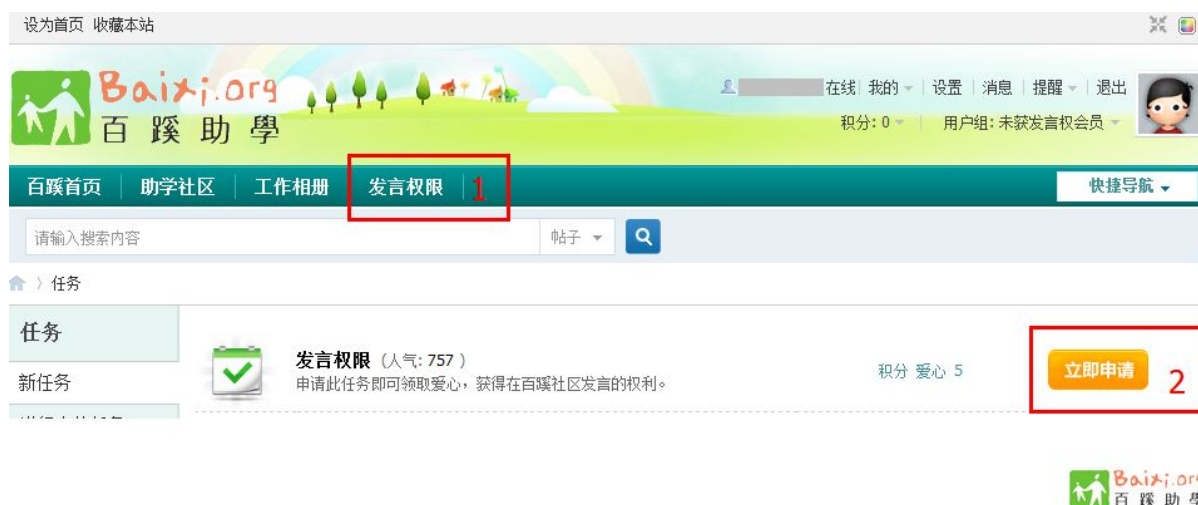 设为首页 收藏本站
Baixi.org
百蹊助學
在线 我的 设置 消息 提醒 退出
积分: 0 用户组: 未获发言权会员
百蹊首页 助学社区 工作相册 发言权限 1 快捷导航
请输入搜索内容 帖子
任务
任务
新任务
发言权限 (人气: 757 )
申请此任务即可领取爱心，获得在百蹊社区发言的权利。
积分 爱心 5
立即申请 2
Baixi.org
百蹊助學